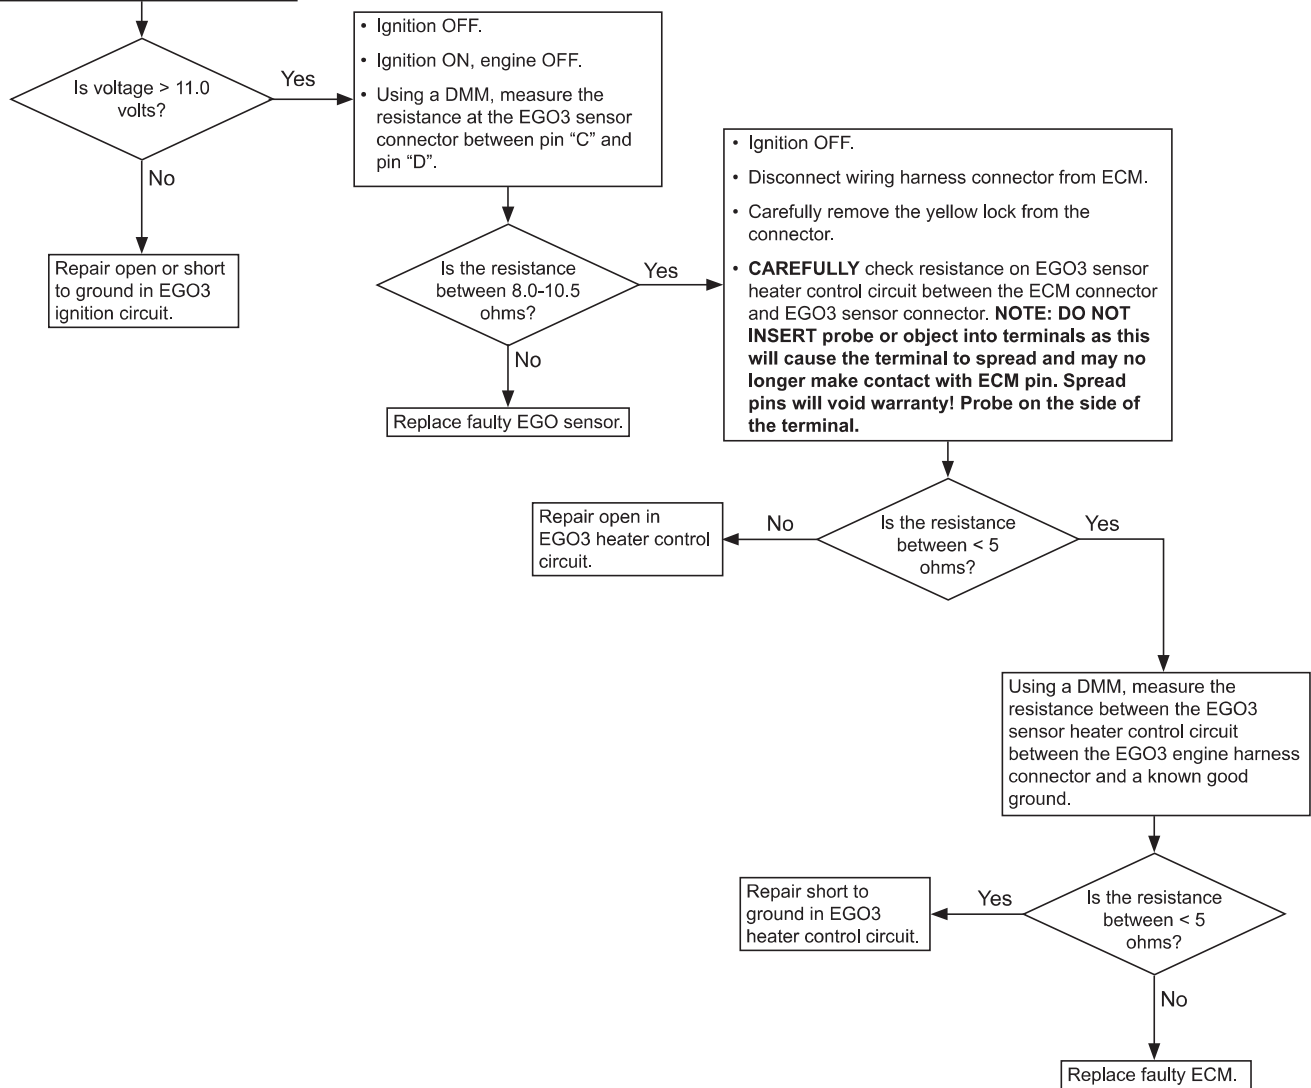 Is voltage > 11.0
volts?
Yes
No
Repair open or short
to ground in EGO3
ignition circuit.
• Ignition OFF.
• Ignition ON, engine OFF.
• Using a DMM, measure the
resistance at the EGO3 sensor
connector between pin “C” and
pin “D”.
Is the resistance
between 8.0-10.5
ohms?
Yes
No
Replace faulty EGO sensor.
• Ignition OFF.
• Disconnect wiring harness connector from ECM.
• Carefully remove the yellow lock from the
connector.
• CAREFULLY check resistance on EGO3 sensor
heater control circuit between the ECM connector
and EGO3 sensor connector. NOTE: DO NOT
INSERT probe or object into terminals as this
will cause the terminal to spread and may no
longer make contact with ECM pin. Spread
pins will void warranty! Probe on the side of
the terminal.
Is the resistance
between < 5
ohms?
No
Yes
Repair open in
EGO3 heater control
circuit.
Using a DMM, measure the
resistance between the EGO3
sensor heater control circuit
between the EGO3 engine harness
connector and a known good
ground.
Is the resistance
between < 5
ohms?
Yes
No
Repair short to
ground in EGO3
heater control circuit.
Replace faulty ECM.